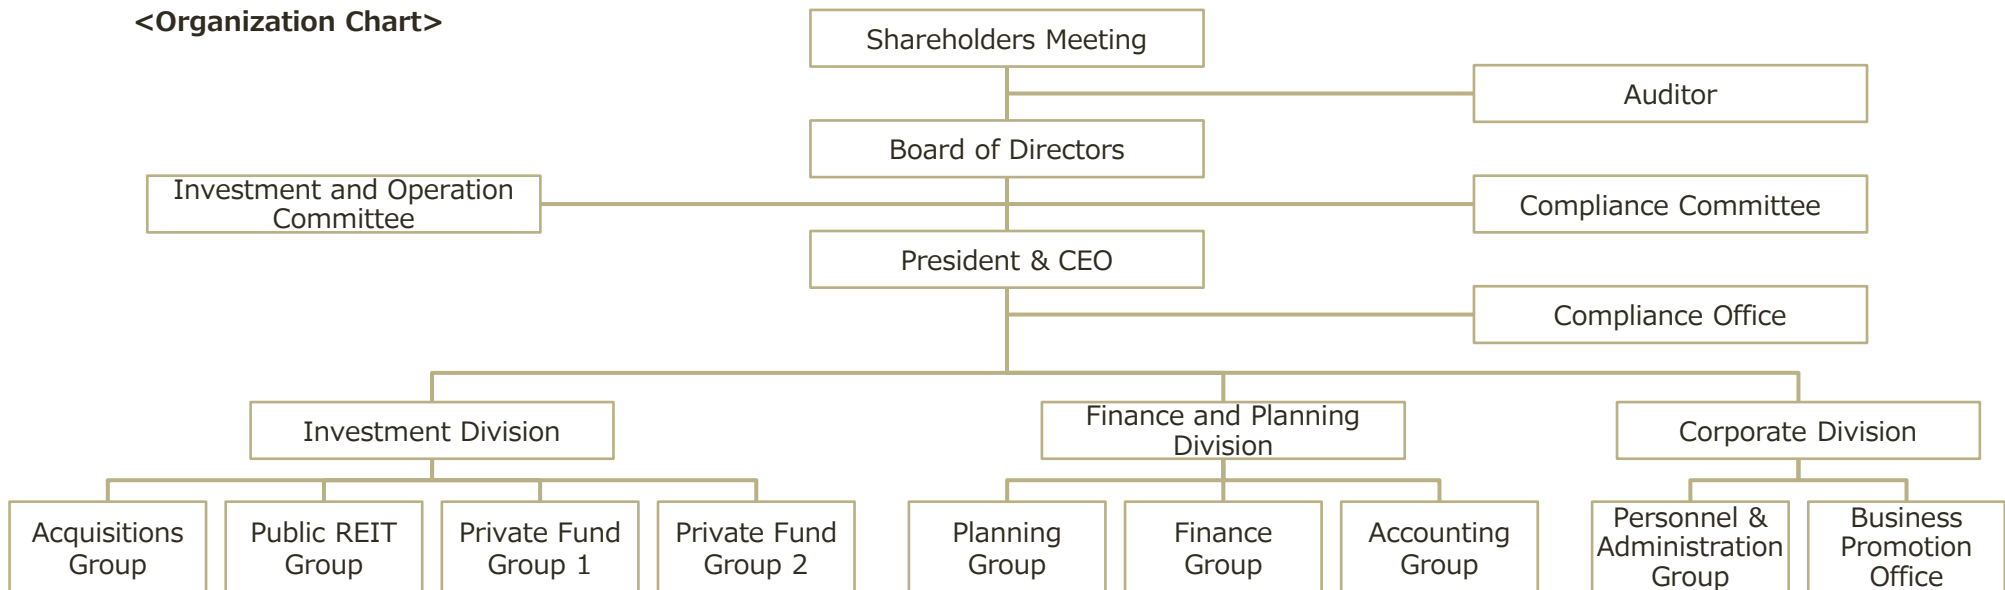 <Organization Chart>
Shareholders Meeting
Auditor
Board of Directors
Investment and Operation
Committee
Compliance Committee
President & CEO
Compliance Office
Investment Division
Finance and Planning
Division
Corporate Division
Acquisitions
Group
Public REIT
Group
Private Fund
Group 1
Private Fund
Group 2
Planning
Group
Finance
Group
Accounting
Group
Personnel &
Administration
Group
Business
Promotion
Office